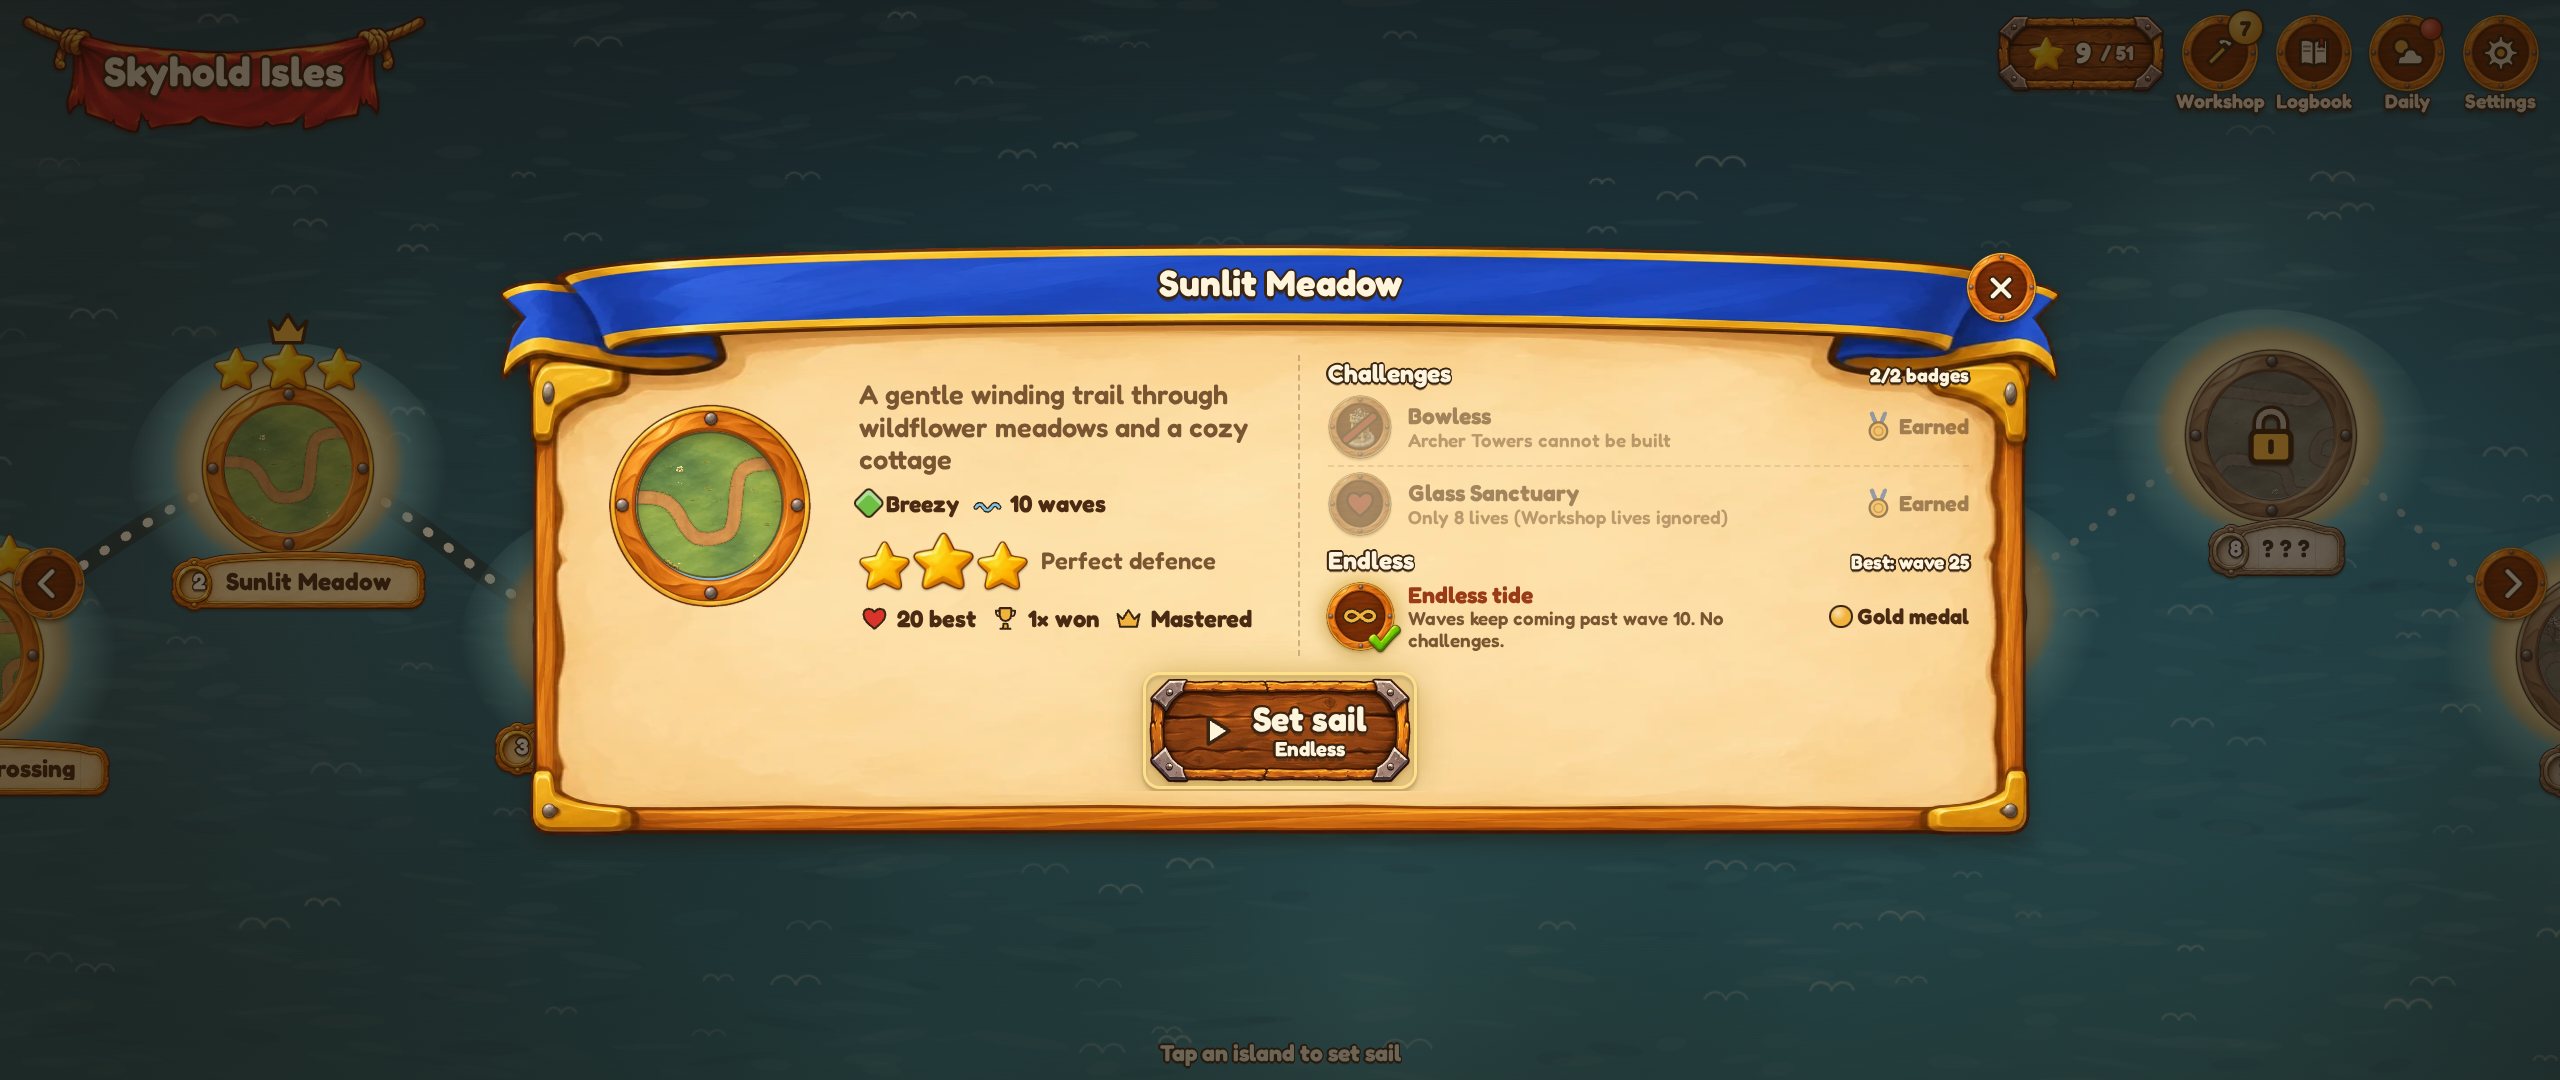 Skyhold Isles
9 / 51
7
Workshop
Logbook
Daily
Settings
Sunlit Meadow
A gentle winding trail through
wildflower meadows and a cozy
cottage
Breezy
10 waves
Perfect defence
20 best
1x won
Mastered
Challenges
2/2 badges
Bowless
Archer Towers cannot be built
Earned
Glass Sanctuary
Only 8 lives (Workshop lives ignored)
Earned
Endless
Best: wave 25
Endless tide
Waves keep coming past wave 10. No
challenges.
Gold medal
Set sail
Endless
2 Sunlit Meadow
3
8 ???
rossing
Tap an island to set sail